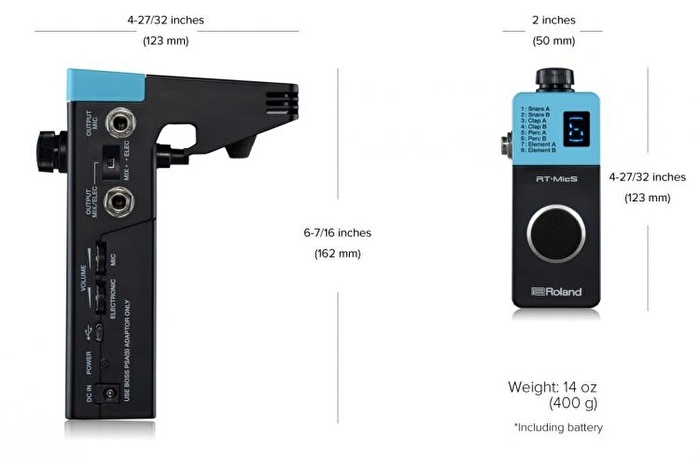 4-27/32 inches
(123 mm)
2 inches
(50 mm)
OUTPUT
MIC
MIX • • ELEC
OUTPUT
MIX/ELEC
VOLUME
MIC
ELECTRONIC
POWER
DC IN
USE BOSS PSA(S) ADAPTOR ONLY
6-7/16 inches
(162 mm)
1 : Snare A
2 : Snare B
3 : Clap A
4 : Clap B
5 : Perc A
6 : Perc B
7 : Element A
8 : Element B
6
RT-MicS
Roland
4-27/32 inches
(123 mm)
Weight: 14 oz
(400 g)
*Including battery